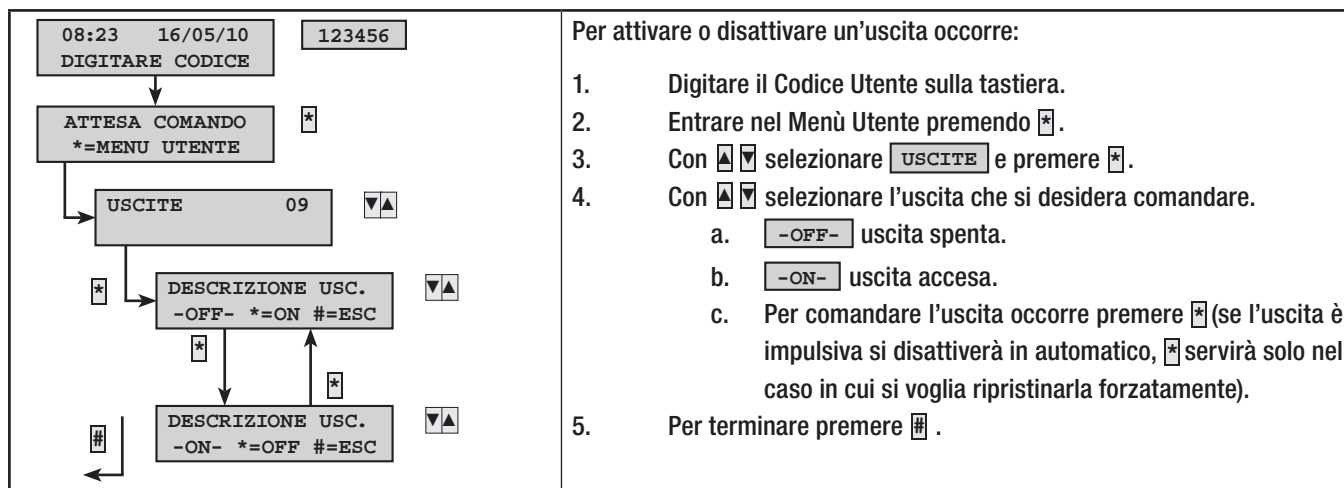 08:23 16/05/10
DIGITARE CODICE
123456
ATTESA COMANDO
*=MENU UTENTE
*
USCITE 09
▼▲
*
DESCRIZIONE USC.
-OFF- *=ON #=ESC
▼▲
*
*
DESCRIZIONE USC.
-ON- *=OFF #=ESC
▼▲
#
Per attivare o disattivare un'uscita occorre:
1. Digitare il Codice Utente sulla tastiera.
2. Entrare nel Menù Utente premendo *.
3. Con ▲ ▼ selezionare USCITE e premere *.
4. Con ▲ ▼ selezionare l'uscita che si desidera comandare.
a. -OFF- uscita spenta.
b. -ON- uscita accesa.
c. Per comandare l'uscita occorre premere * (se l'uscita è
impulsiva si disattiverà in automatico, * servirà solo nel
caso in cui si voglia ripristinarla forzatamente).
5. Per terminare premere # .